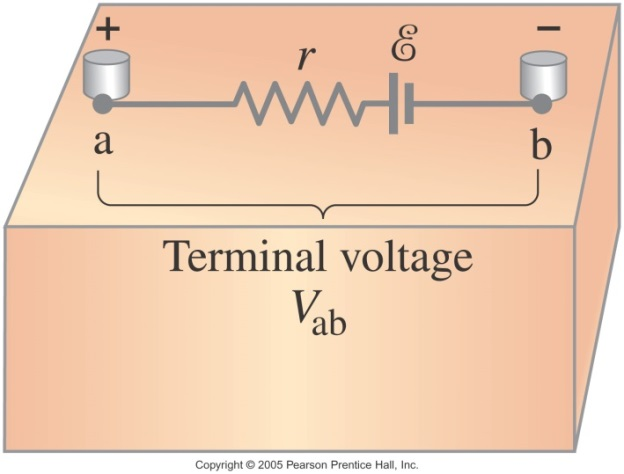 + −
r ℰ
a b
Terminal voltage
Vab
Copyright © 2005 Pearson Prentice Hall, Inc.